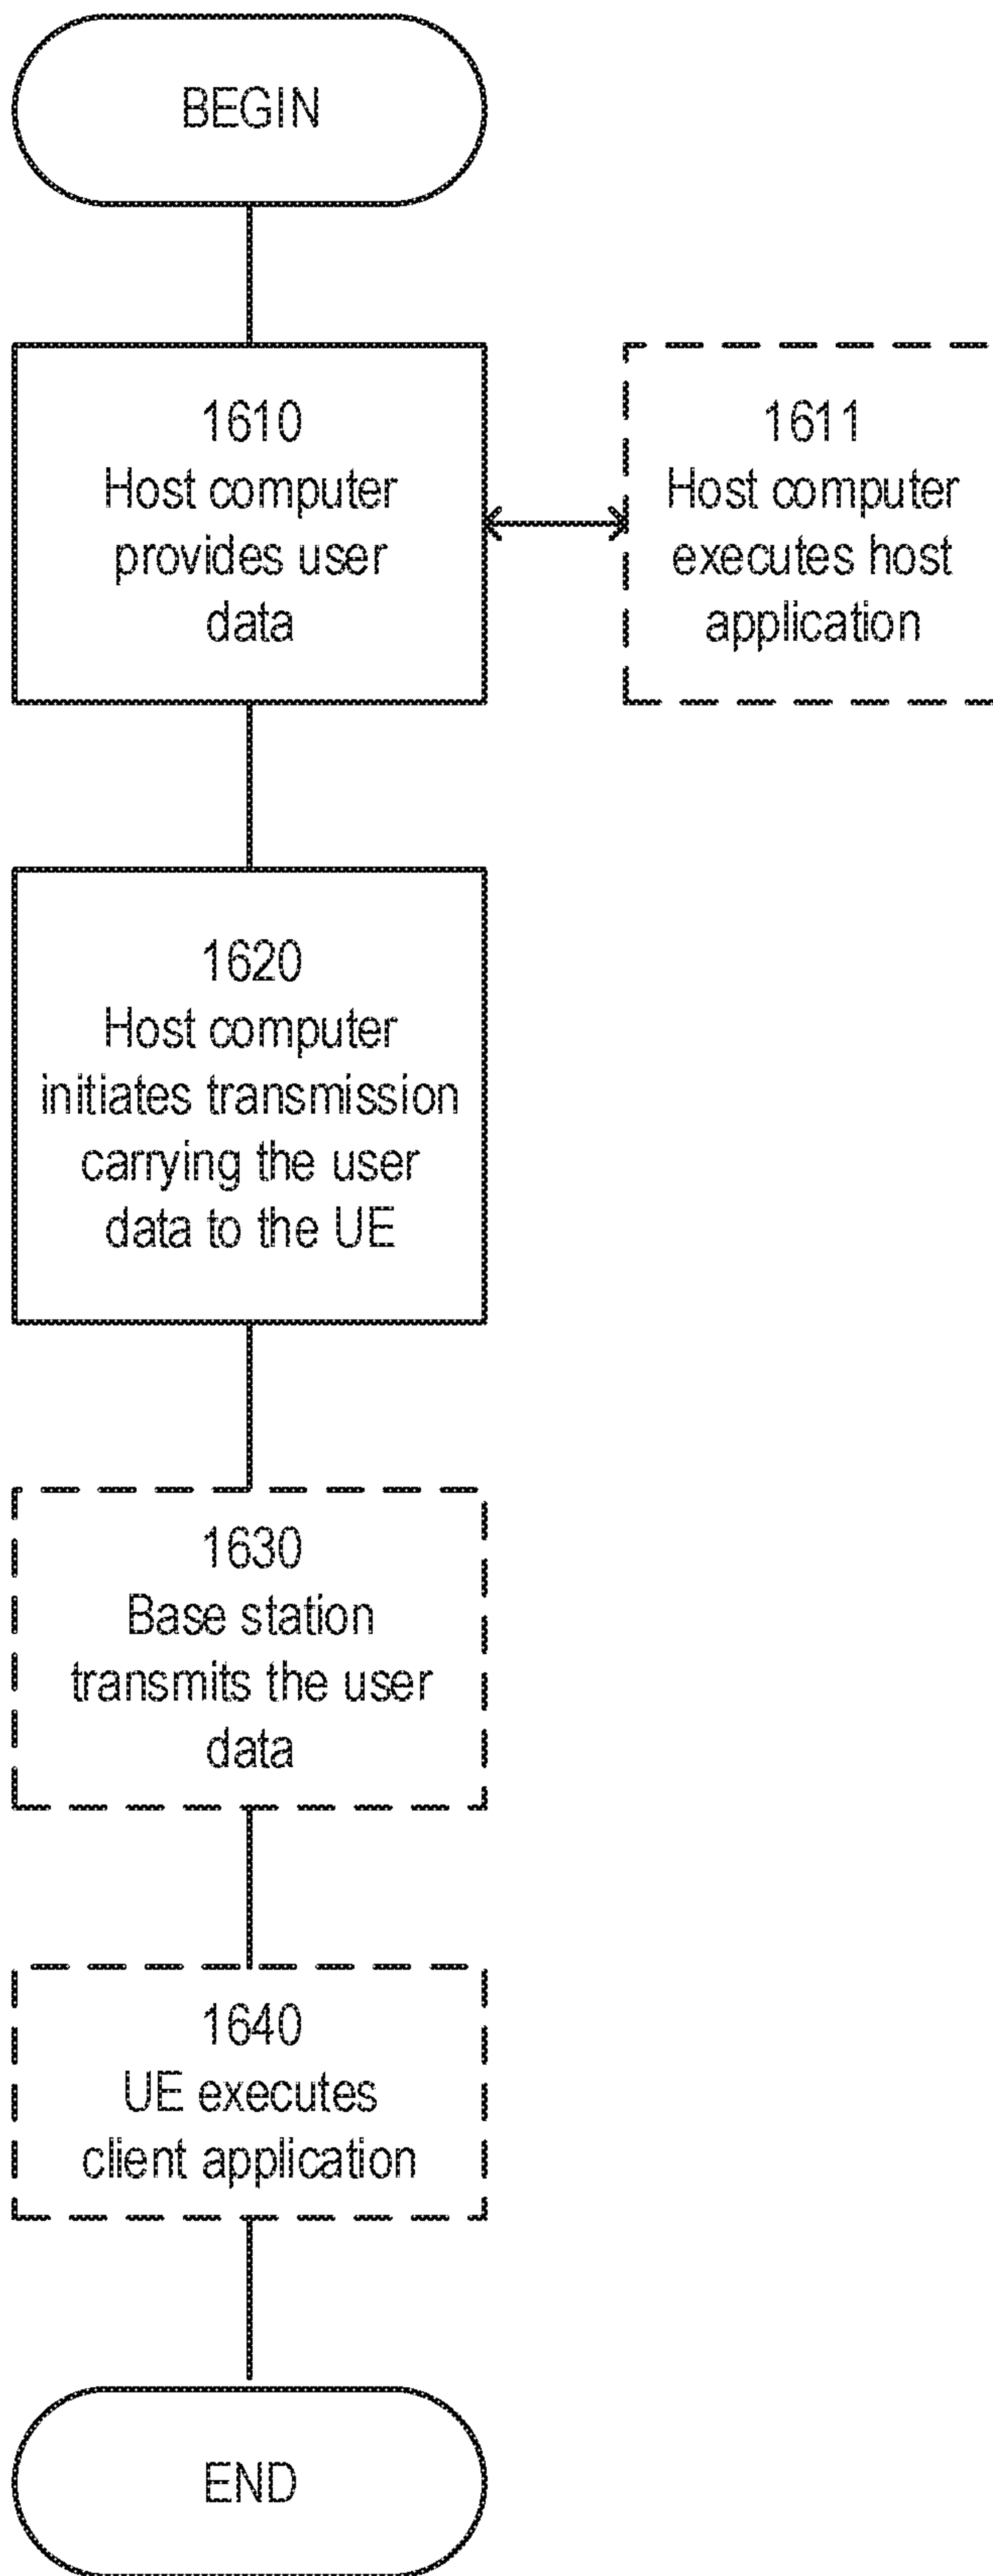 BEGIN
1610
Host computer
provides user
data
1611
Host computer
executes host
application
1620
Host computer
initiates transmission
carrying the user
data to the UE
1630
Base station
transmits the user
data
1640
UE executes
client application
END